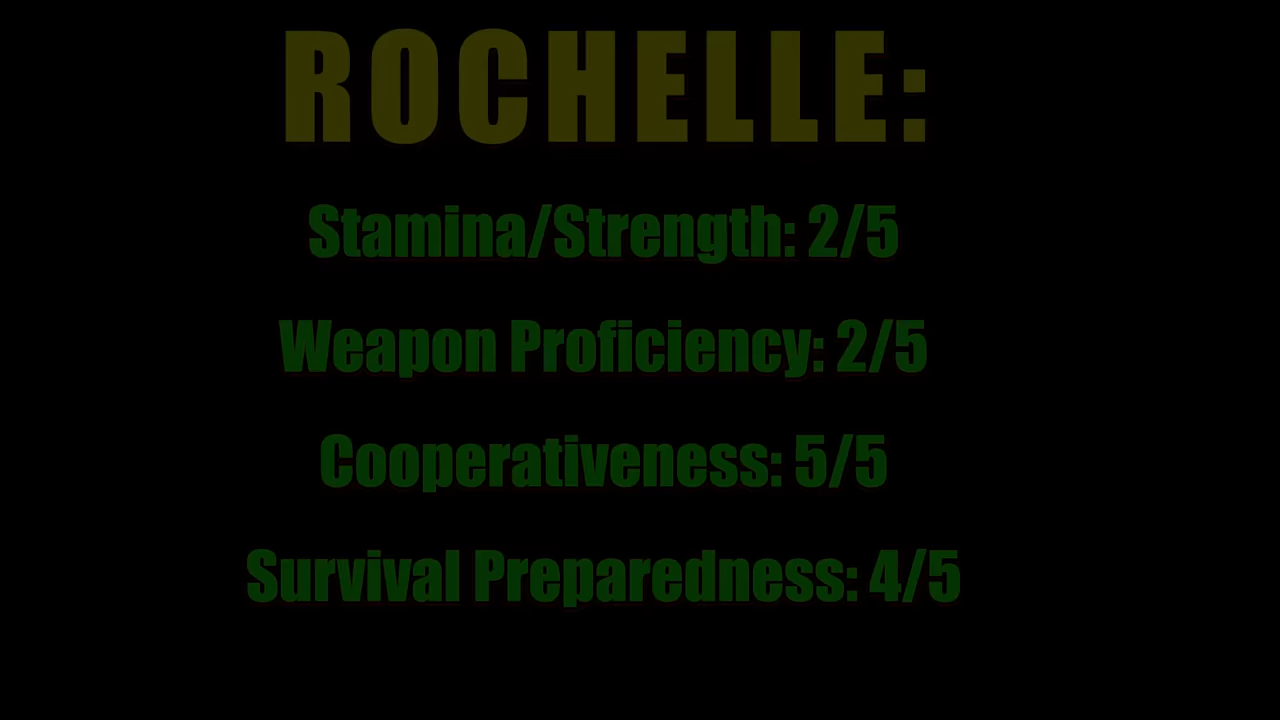 ROCHELLE:
Stamina/Strength: 2/5
Weapon Proficiency: 2/5
Cooperativeness: 5/5
Survival Preparedness: 4/5